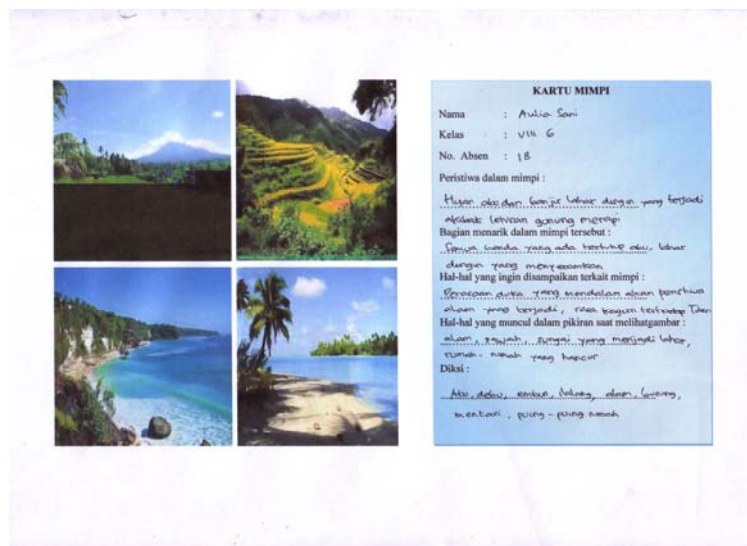 KARTU MIMPI
Nama : Aulia Sani
Kelas : VIII 6
No. Absen : 18
Peristiwa dalam mimpi :
Hujan abu dan banjir lahar dingin yang terjadi
akibat letusan gunung merapi
Bagian menarik dalam mimpi tersebut :
Semua benda yang ada tertutup abu, lahar
dingin yang menyeramkan
Hal-hal yang ingin disampaikan terkait mimpi :
Perasaan duka yang mendalam akan peristiwa
alam yang terjadi, rasa kagum terhadap Tuhan
Hal-hal yang muncul dalam pikiran saat melihatgambar :
alam, sawah, sungai yang menjadi lahar,
rumah-rumah yang hancur
Diksi :
Abu, debu, embun, ilalang, alam, gunung,
mentari, puing-puing rumah